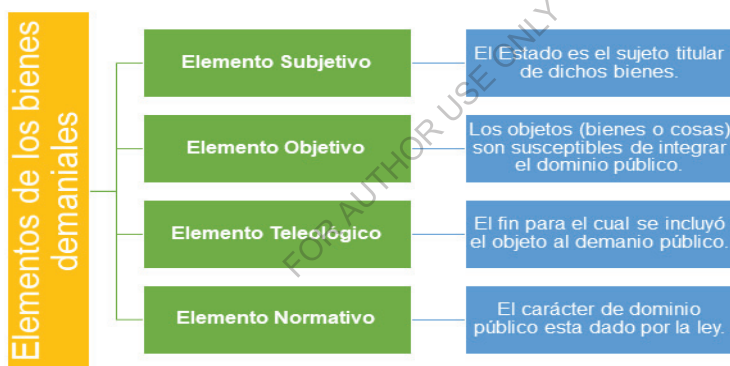 Elementos de los bienes
demaniales
Elemento Subjetivo
El Estado es el sujeto titular
de dichos bienes.
Elemento Objetivo
Los objetos (bienes o cosas)
son susceptibles de integrar
el dominio público.
Elemento Teleológico
El fin para el cual se incluyó
el objeto al demanio público.
Elemento Normativo
El carácter de dominio
público esta dado por la ley.
FOR AUTHOR USE ONLY